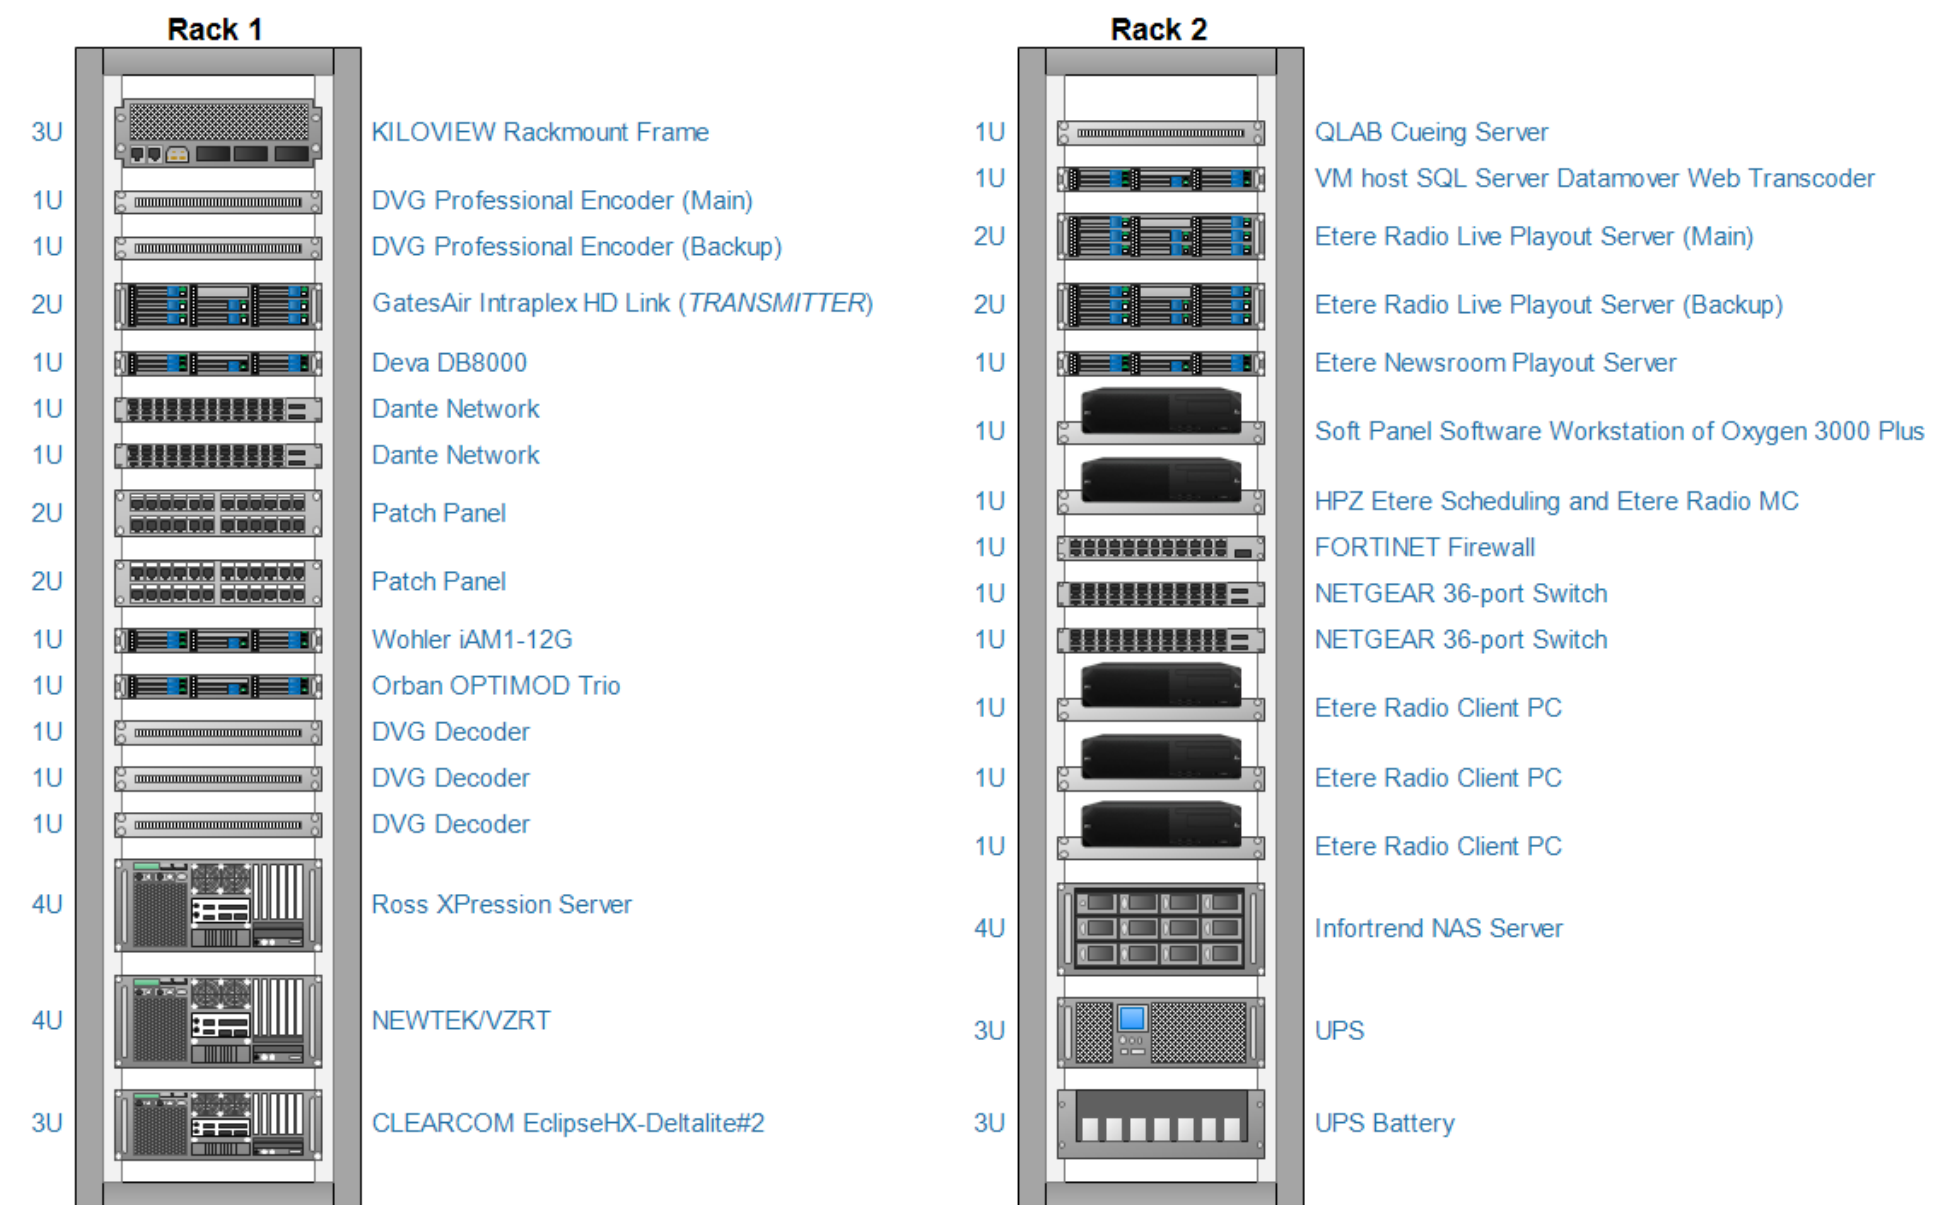 Rack 1
3U KILOVIEW Rackmount Frame
1U DVG Professional Encoder (Main)
1U DVG Professional Encoder (Backup)
2U GatesAir Intraplex HD Link (TRANSMITTER)
1U Deva DB8000
1U Dante Network
1U Dante Network
2U Patch Panel
2U Patch Panel
1U Wohler iAM1-12G
1U Orban OPTIMOD Trio
1U DVG Decoder
1U DVG Decoder
1U DVG Decoder
4U Ross XPression Server
4U NEWTEK/VZRT
3U CLEARCOM EclipseHX-Deltalite#2
Rack 2
1U QLAB Cueing Server
1U VM host SQL Server Datamover Web Transcoder
2U Etere Radio Live Playout Server (Main)
2U Etere Radio Live Playout Server (Backup)
1U Etere Newsroom Playout Server
1U Soft Panel Software Workstation of Oxygen 3000 Plus
1U HPZ Etere Scheduling and Etere Radio MC
1U FORTINET Firewall
1U NETGEAR 36-port Switch
1U NETGEAR 36-port Switch
1U Etere Radio Client PC
1U Etere Radio Client PC
1U Etere Radio Client PC
4U Infortrend NAS Server
3U UPS
3U UPS Battery